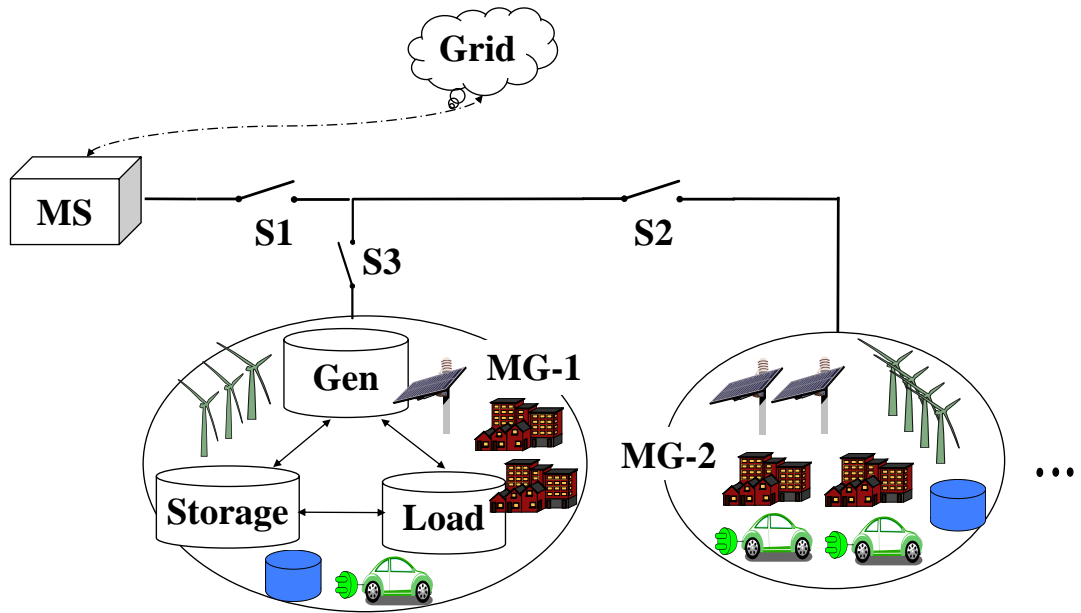 Grid
MS
S1
S2
S3
Gen
MG-1
MG-2
Storage
Load
...